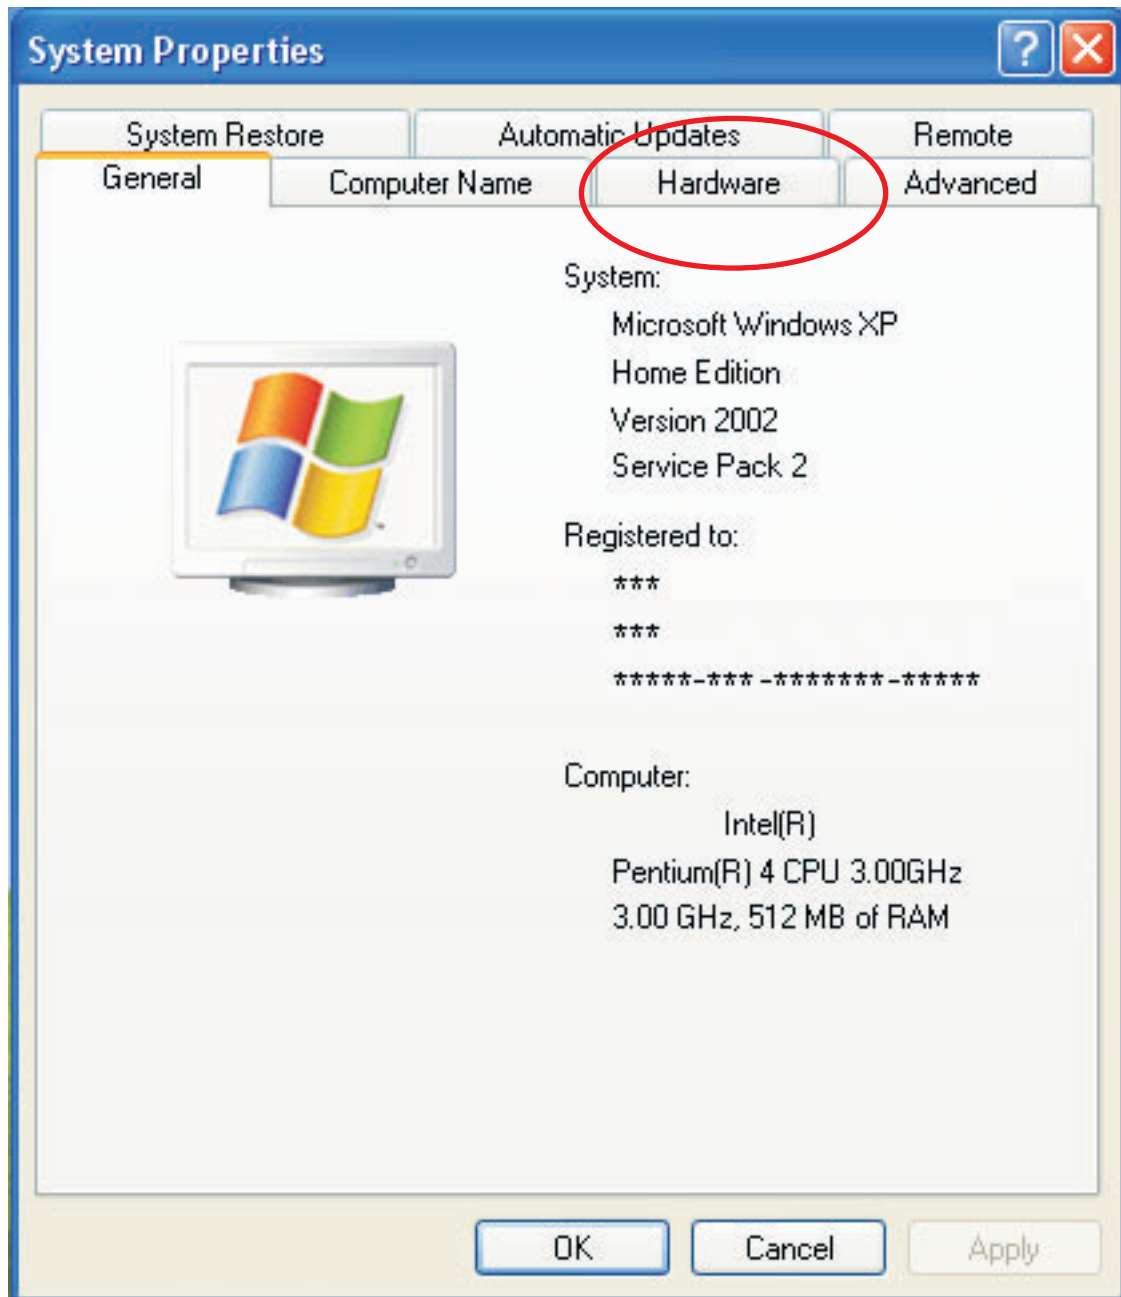 System Properties
?
System Restore Automatic Updates Remote
General Computer Name Hardware Advanced
System:
Microsoft Windows XP
Home Edition
Version 2002
Service Pack 2
Registered to:
***
***
*****-*** -*******-*****
Computer:
Intel(R)
Pentium(R) 4 CPU 3.00GHz
3.00 GHz, 512 MB of RAM
OK Cancel Apply